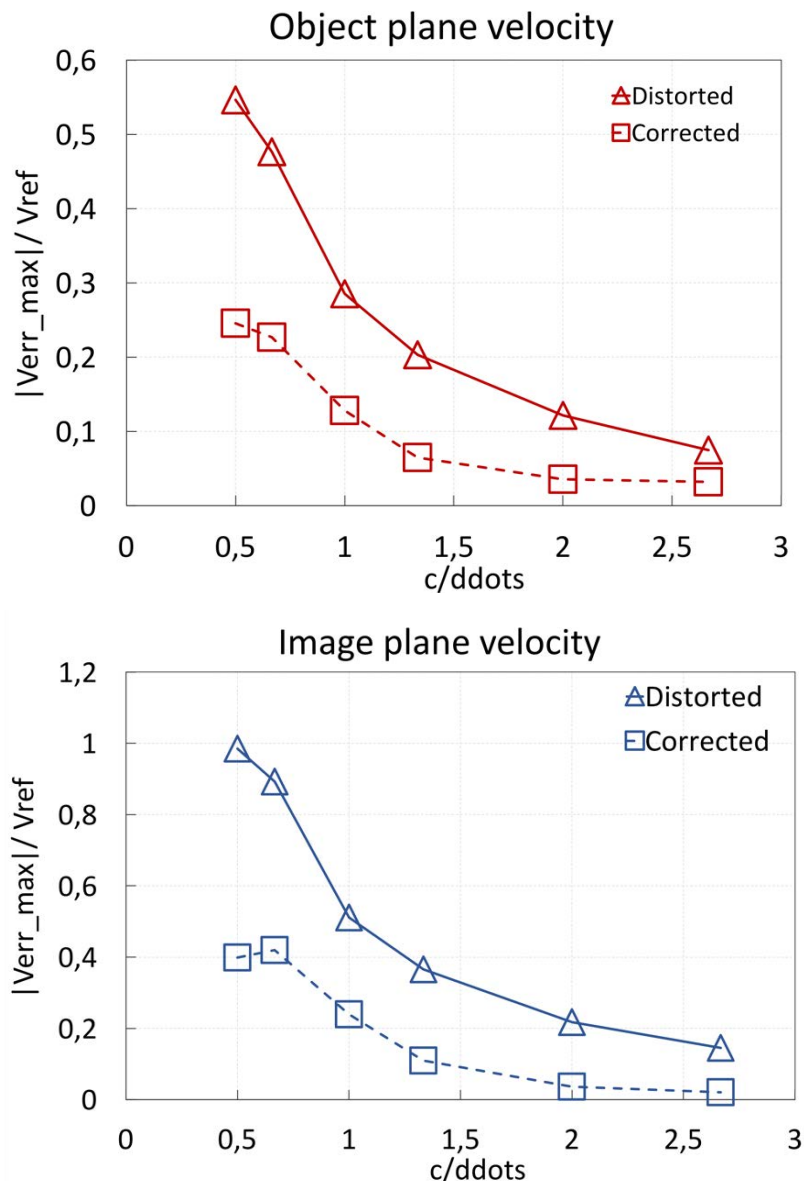 Object plane velocity
0,6
0,5
0,4
0,3
0,2
0,1
0
|Verr_max|/ Vref
Distorted
Corrected
0 0,5 1 1,5 2 2,5 3
c/ddots
Image plane velocity
1,2
1
0,8
0,6
0,4
0,2
0
|Verr_max|/ Vref
Distorted
Corrected
0 0,5 1 1,5 2 2,5 3
c/ddots